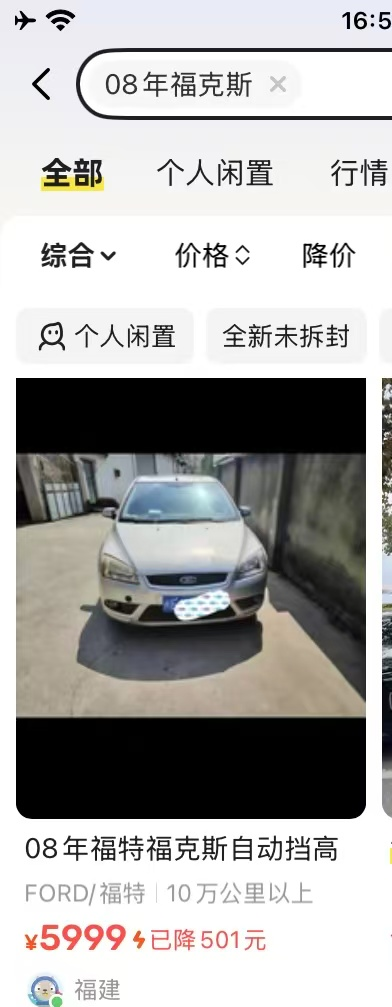 16:5
08年福克斯
全部 个人闲置 行情
综合 价格 降价
个人闲置 全新未拆封
08年福特福克斯自动挡高
FORD/福特 10万公里以上
¥5999 已降501元
福建